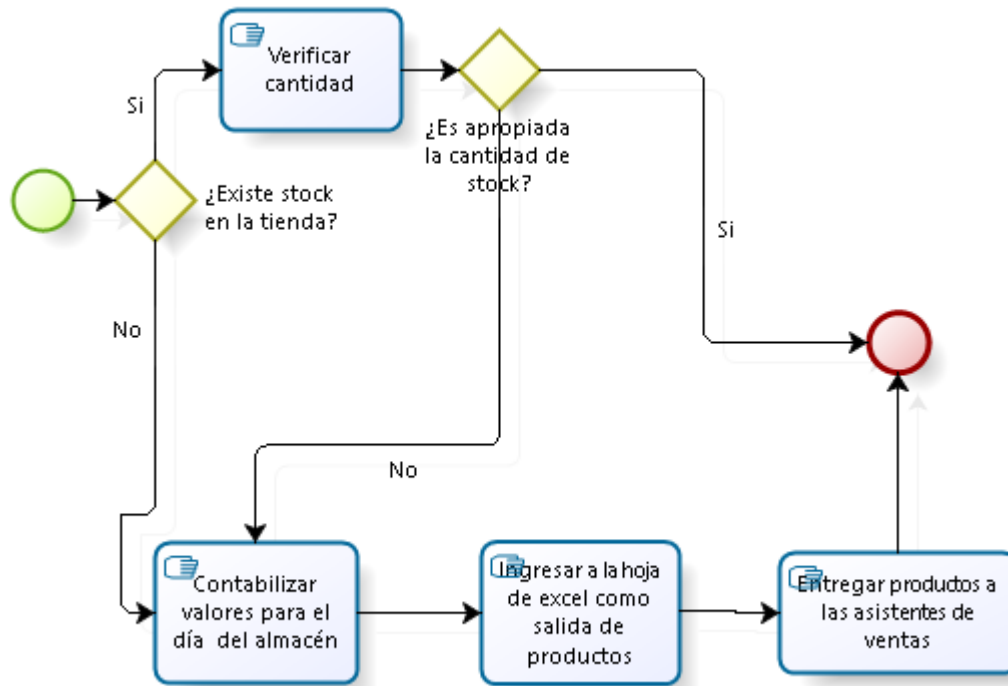 Verificar
cantidad
Si
¿Es apropiada
la cantidad de
stock?
¿Existe stock
en la tienda?
Si
No
No
Contabilizar
valores para el
día del almacén
Ingresar a la hoja
de excel como
salida de
productos
Entregar productos a
las asistentes de
ventas